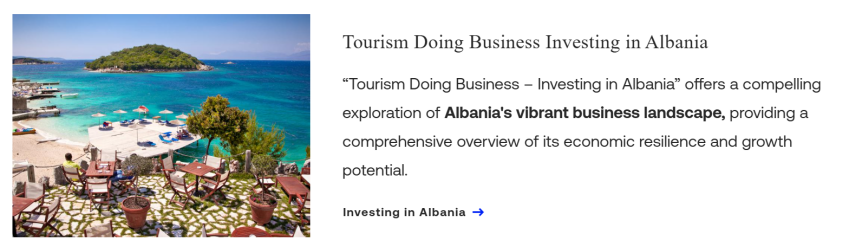 Tourism Doing Business Investing in Albania
“Tourism Doing Business – Investing in Albania” offers a compelling
exploration of Albania's vibrant business landscape, providing a
comprehensive overview of its economic resilience and growth
potential.
Investing in Albania →